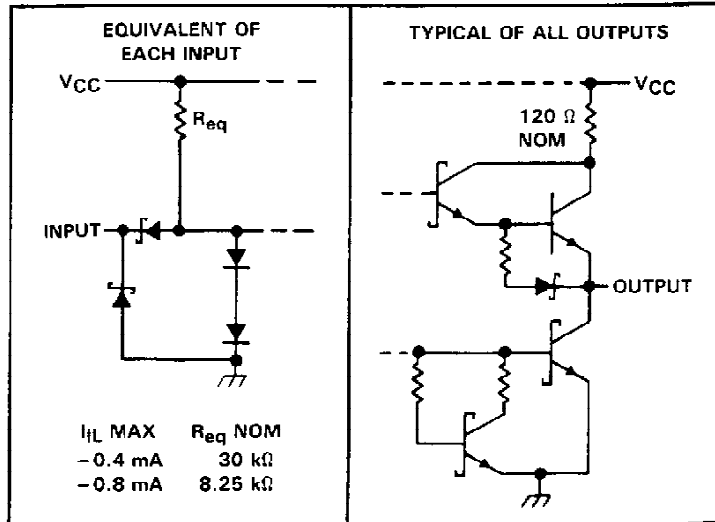 EQUIVALENT OF
EACH INPUT
VCC
Req
INPUT
IIL MAX Req NOM
-0.4 mA 30 kΩ
-0.8 mA 8.25 kΩ
TYPICAL OF ALL OUTPUTS
VCC
120 Ω
NOM
OUTPUT